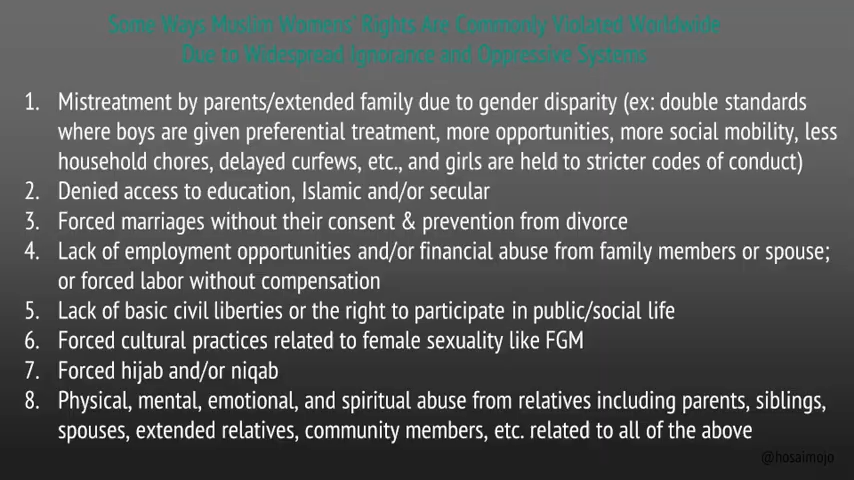 Some Ways Muslim Womens' Rights Are Commonly Violated Worldwide
Due to Widespread Ignorance and Oppressive Systems
1. Mistreatment by parents/extended family due to gender disparity (ex: double standards
where boys are given preferential treatment, more opportunities, more social mobility, less
household chores, delayed curfews, etc., and girls are held to stricter codes of conduct)
2. Denied access to education, Islamic and/or secular
3. Forced marriages without their consent & prevention from divorce
4. Lack of employment opportunities and/or financial abuse from family members or spouse;
or forced labor without compensation
5. Lack of basic civil liberties or the right to participate in public/social life
6. Forced cultural practices related to female sexuality like FGM
7. Forced hijab and/or niqab
8. Physical, mental, emotional, and spiritual abuse from relatives including parents, siblings,
spouses, extended relatives, community members, etc. related to all of the above
@hosaimojo